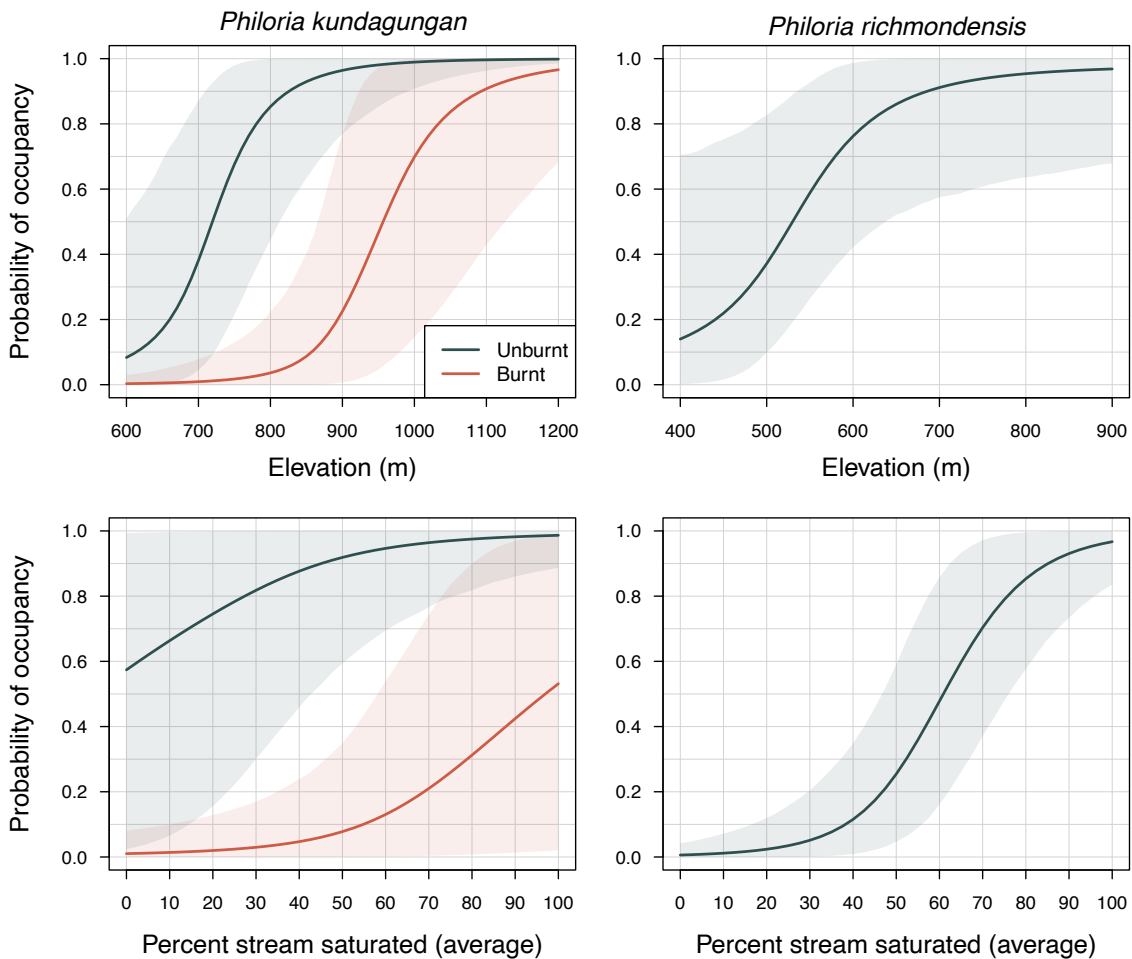 Philoria kundagungan
Philoria richmondensis
Probability of occupancy
1.0
0.8
0.6
0.4
0.2
0.0
Unburnt
Burnt
600 700 800 900 1000 1100 1200
Elevation (m)
1.0
0.8
0.6
0.4
0.2
0.0
400 500 600 700 800 900
Elevation (m)
Probability of occupancy
1.0
0.8
0.6
0.4
0.2
0.0
0 10 20 30 40 50 60 70 80 90 100
Percent stream saturated (average)
1.0
0.8
0.6
0.4
0.2
0.0
0 10 20 30 40 50 60 70 80 90 100
Percent stream saturated (average)